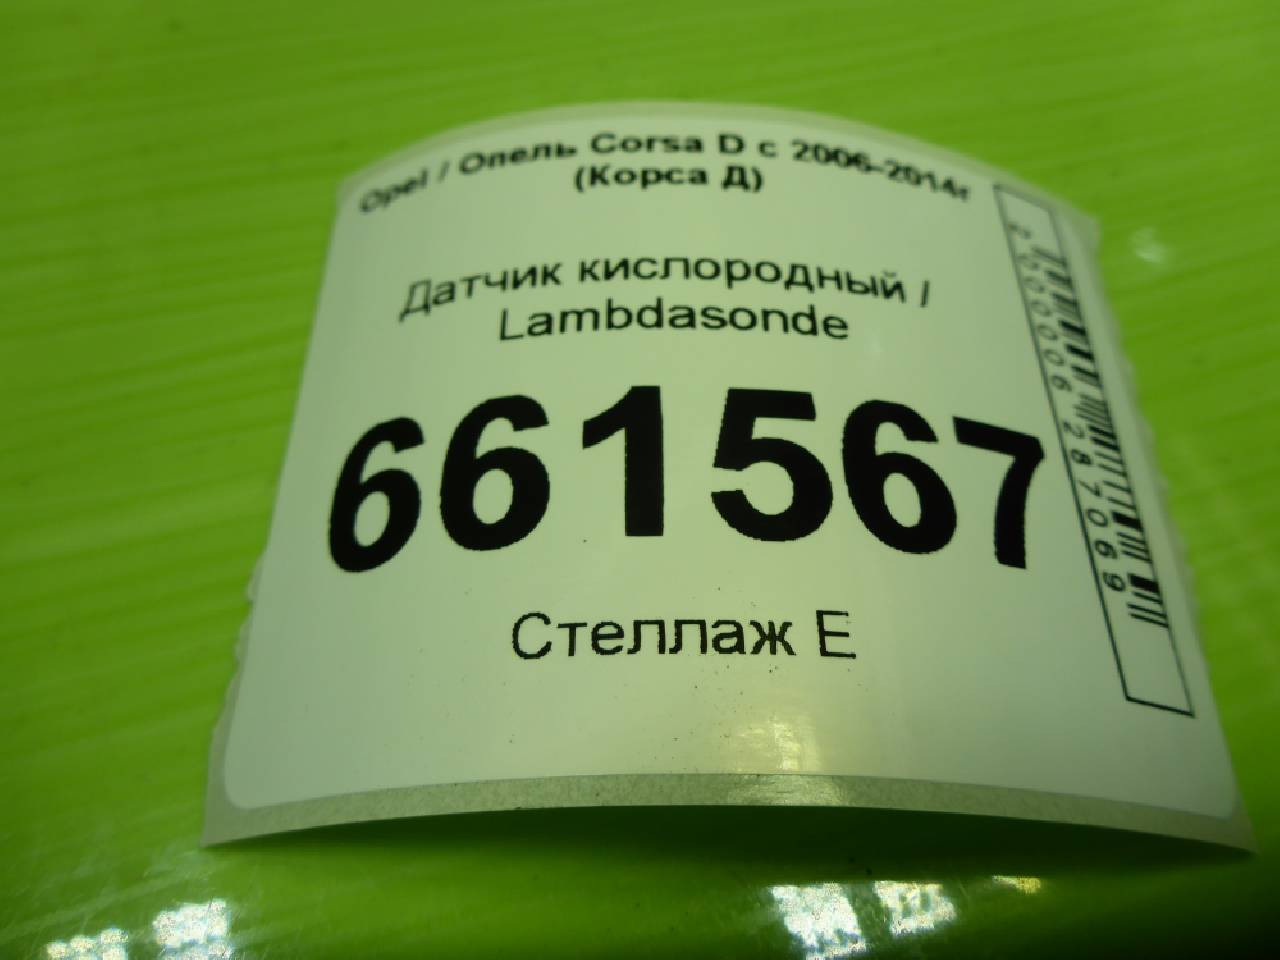 Opel / Опель Corsa D с 2006-2014г
(Корса Д)
Датчик кислородный /
Lambdasonde
661567
Стеллаж Е
2000006287069